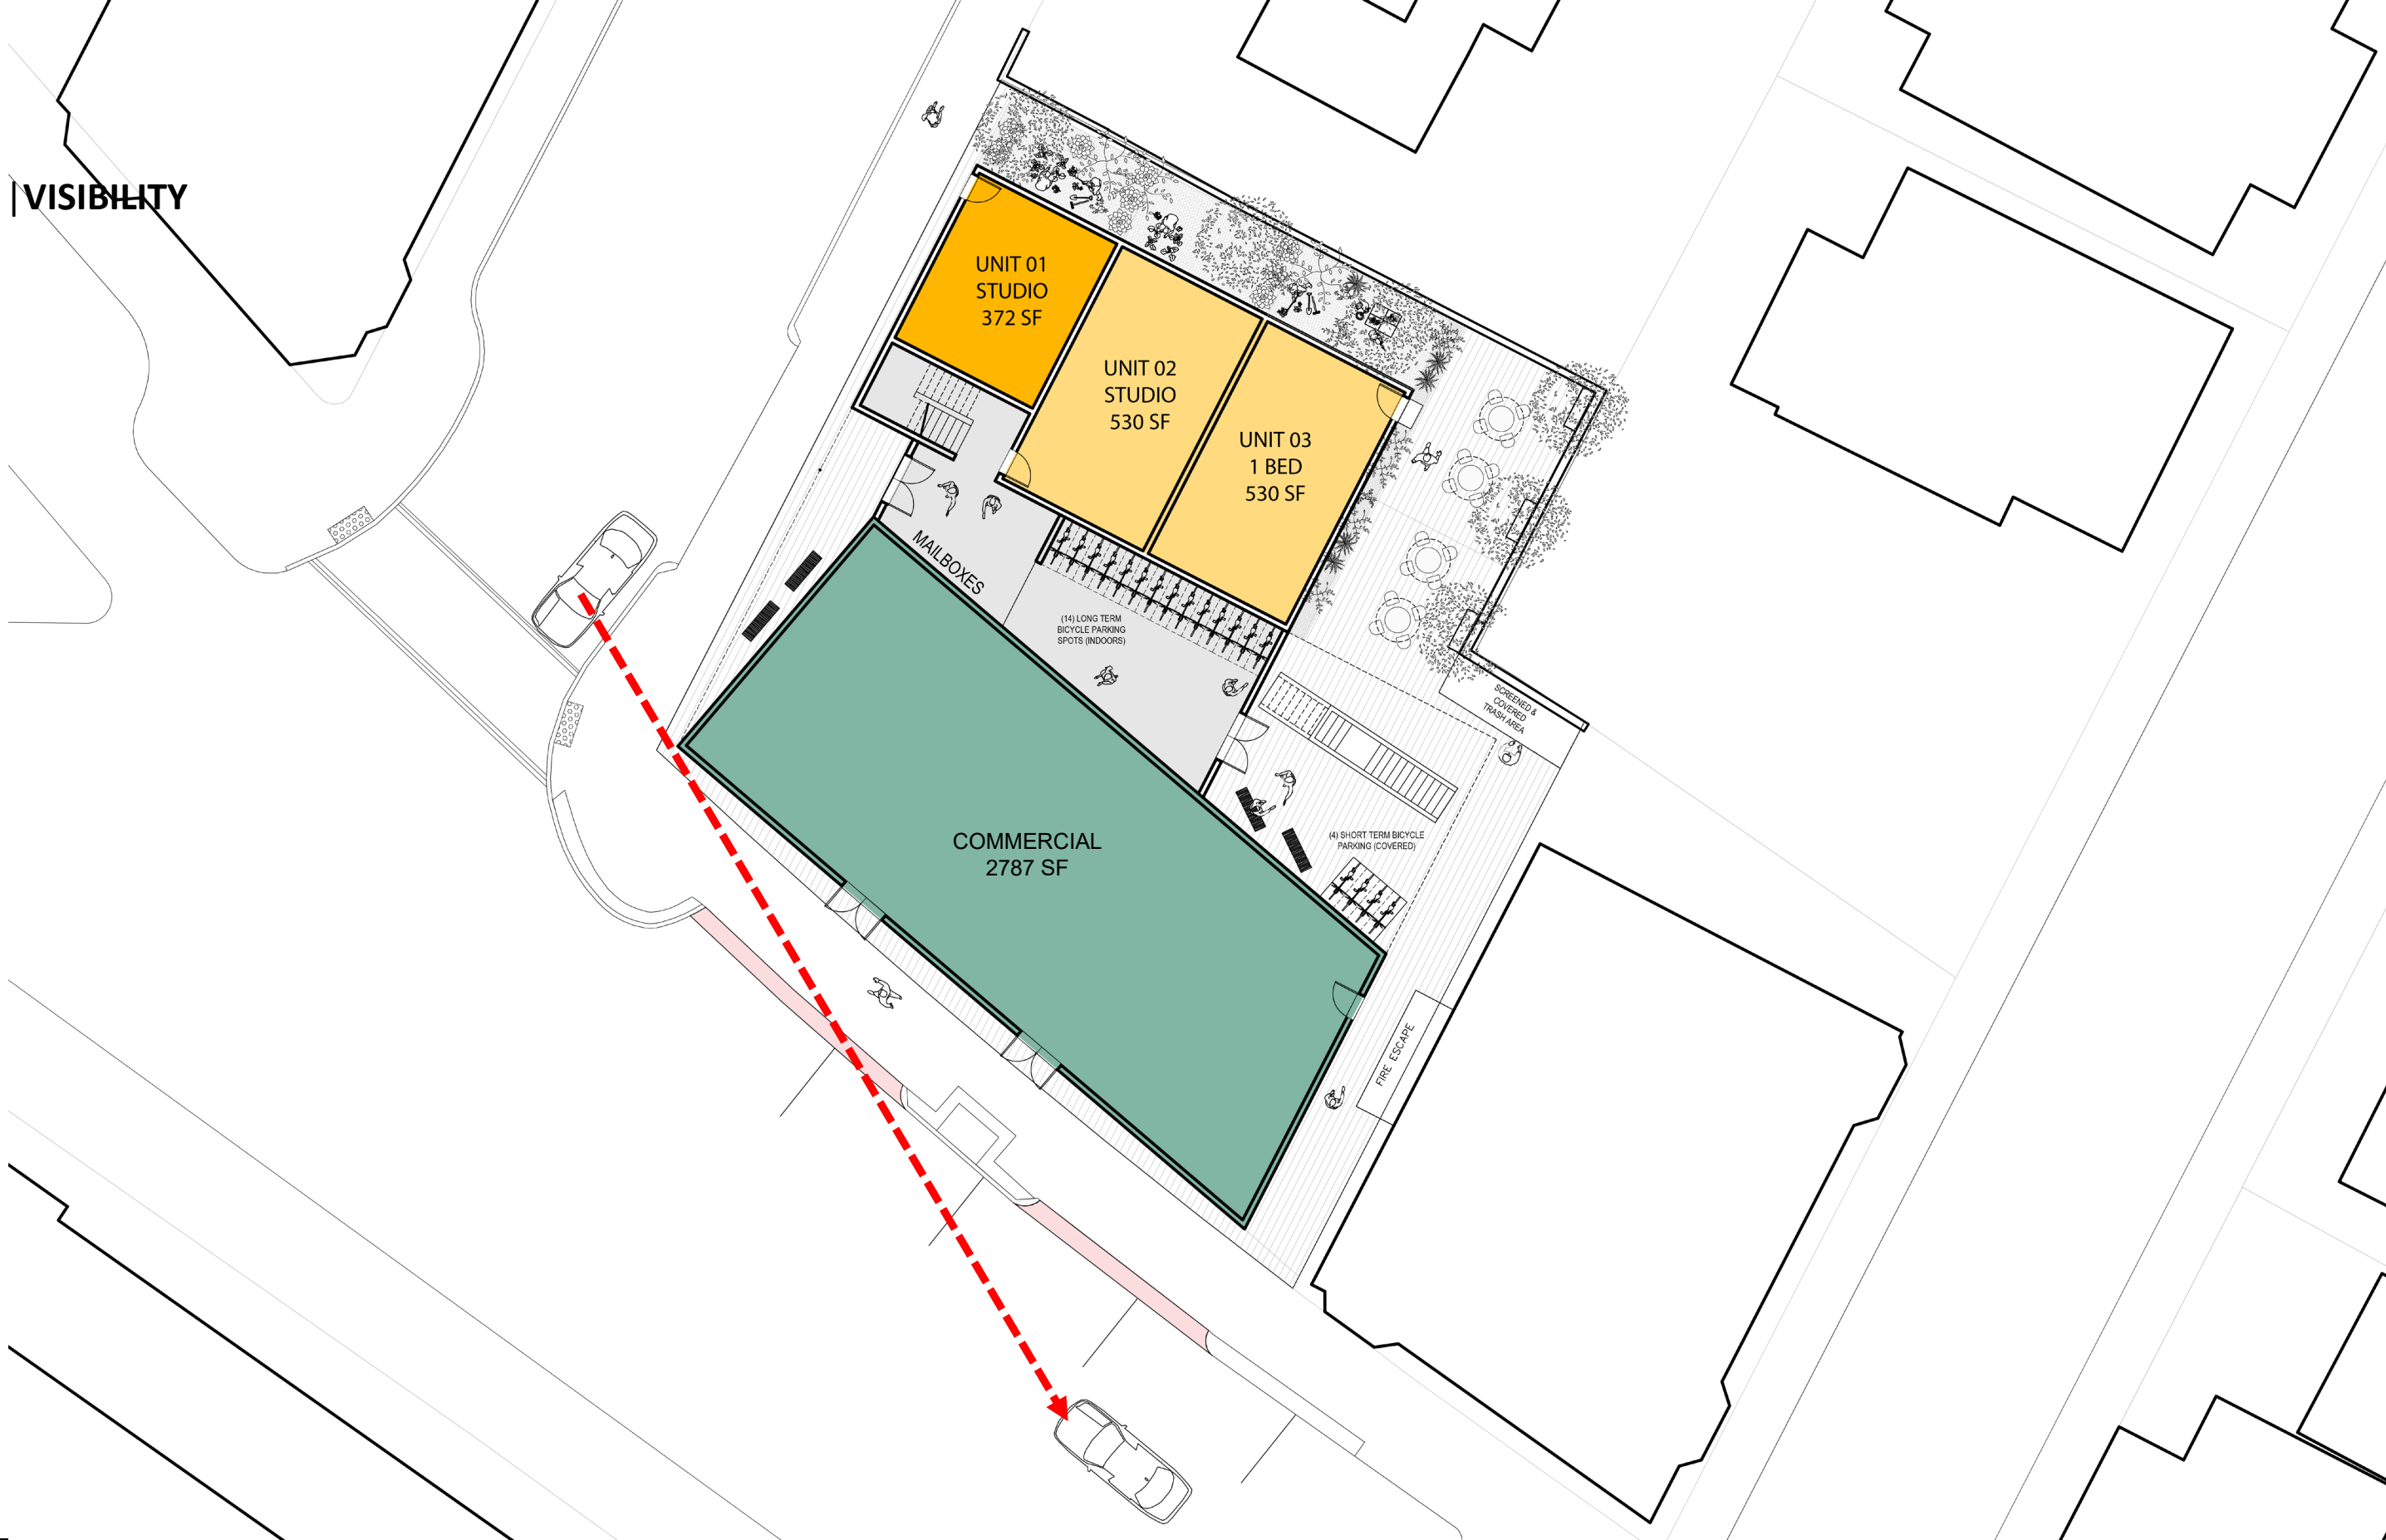 |VISIBILITY
UNIT 01
STUDIO
372 SF
UNIT 02
STUDIO
530 SF
UNIT 03
1 BED
530 SF
MAILBOXES
(14) LONG TERM
BICYCLE PARKING
SPOTS (INDOORS)
SCREENED &
COVERED
TRASH AREA
(4) SHORT TERM BICYCLE
PARKING (COVERED)
COMMERCIAL
2787 SF
FIRE ESCAPE